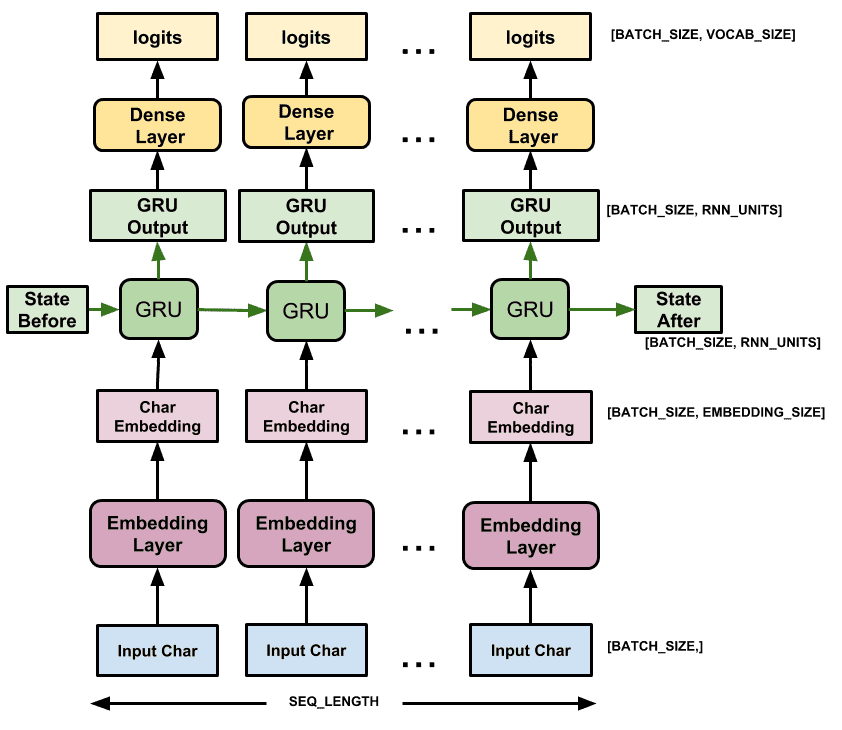 logits
logits
...
logits
[BATCH_SIZE, VOCAB_SIZE]
Dense
Layer
Dense
Layer
...
Dense
Layer
GRU
Output
GRU
Output
...
GRU
Output
[BATCH_SIZE, RNN_UNITS]
State
Before
GRU
GRU
...
GRU
State
After
[BATCH_SIZE, RNN_UNITS]
Char
Embedding
Char
Embedding
...
Char
Embedding
[BATCH_SIZE, EMBEDDING_SIZE]
Embedding
Layer
Embedding
Layer
...
Embedding
Layer
Input Char
Input Char
...
Input Char
[BATCH_SIZE,]
SEQ_LENGTH